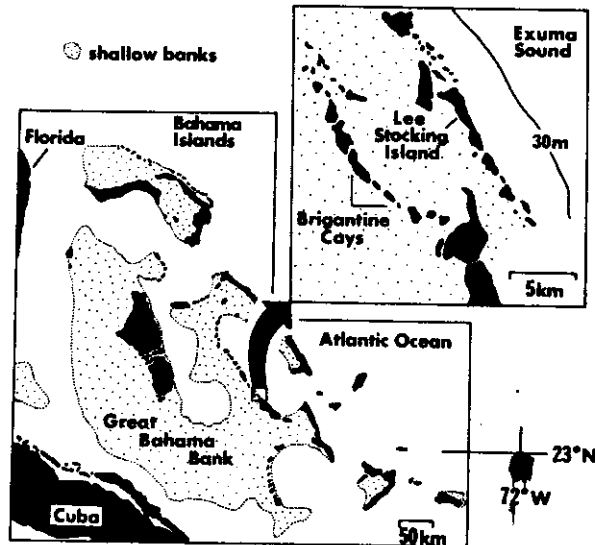 shallow banks
Florida
Bahama
Islands
Great
Bahama
Bank
Cuba
Atlantic Ocean
50km
Exuma
Sound
Lee
Stocking
Island
30m
Brigantine
Cays
5km
23°N
72°W